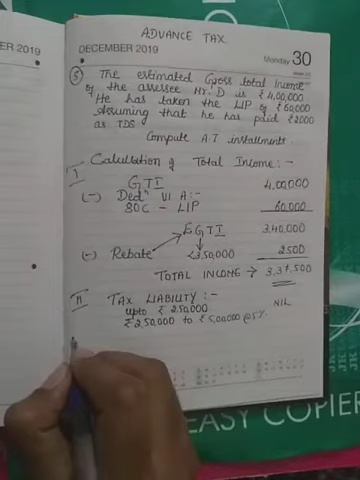 ER 2019
ADVANCE TAX
DECEMBER 2019
Monday 30
5 The estimated Gross total Income
of the assessee Mr. D is ₹ 4,00,000
He has taken the LIP of ₹60,000
Assuming that he has paid ₹2000
as TDS
Compute A.T installments.
I Calculation of Total Income:-
GTI 4,00,000
(-) Dedn VI A:-
80C - LIP 60,000
G.T.I 3,40,000
(-) Rebate <3,50,000 2500
TOTAL INCOME → 3,37,500
II TAX LIABILITY :-
upto ₹ 2,50,000 NIL
₹ 2,50,000 to ₹ 5,00,000 @5%
EASY COPIER